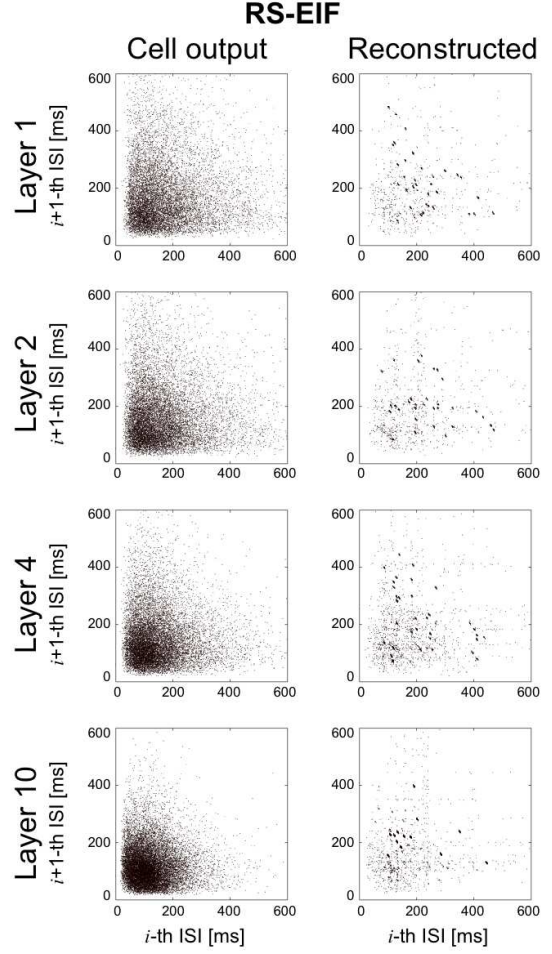 RS-EIF
Cell output Reconstructed
Layer 1
i+1-th ISI [ms]
600 600
400 400
200 200
0 0
0 200 400 600 0 200 400 600
Layer 2
i+1-th ISI [ms]
600 600
400 400
200 200
0 0
0 200 400 600 0 200 400 600
Layer 4
i+1-th ISI [ms]
600 600
400 400
200 200
0 0
0 200 400 600 0 200 400 600
Layer 10
i+1-th ISI [ms]
600 600
400 400
200 200
0 0
0 200 400 600 0 200 400 600
i-th ISI [ms] i-th ISI [ms]